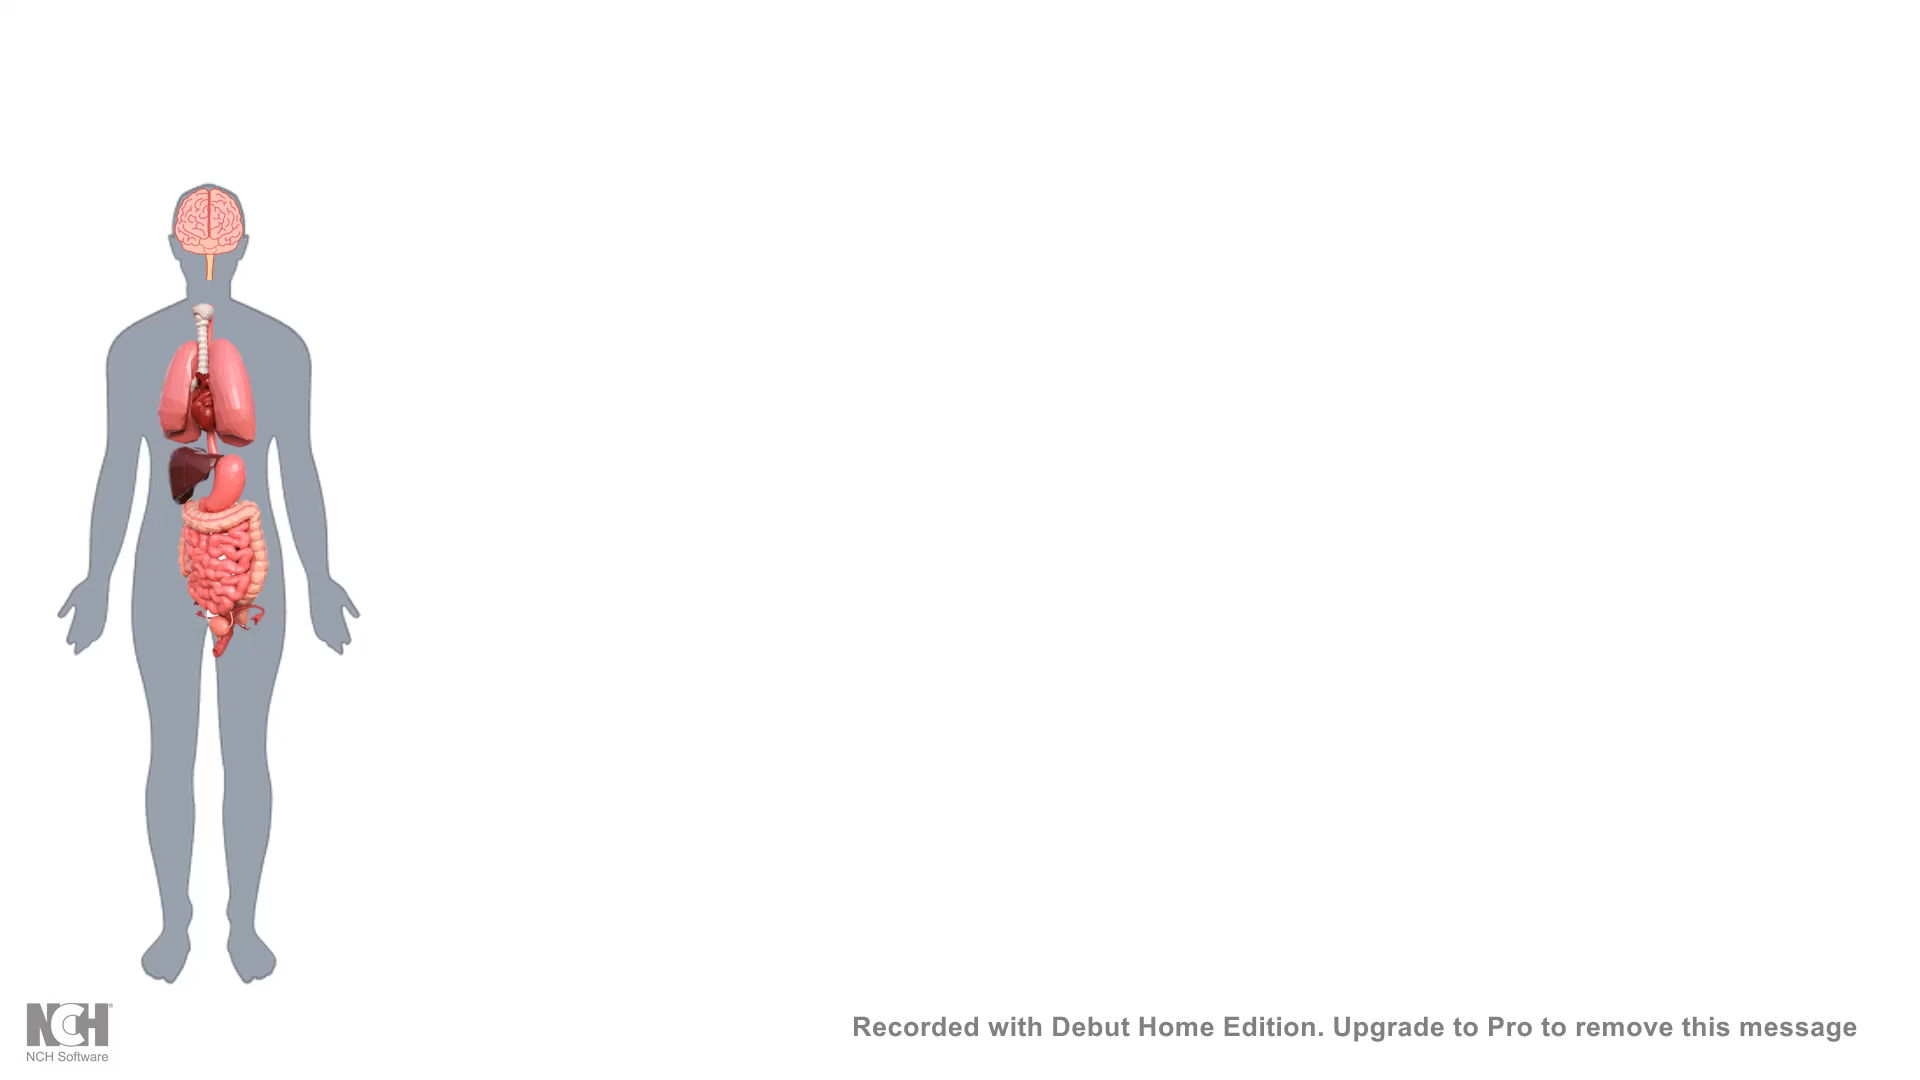 NCH®
NCH Software
Recorded with Debut Home Edition. Upgrade to Pro to remove this message